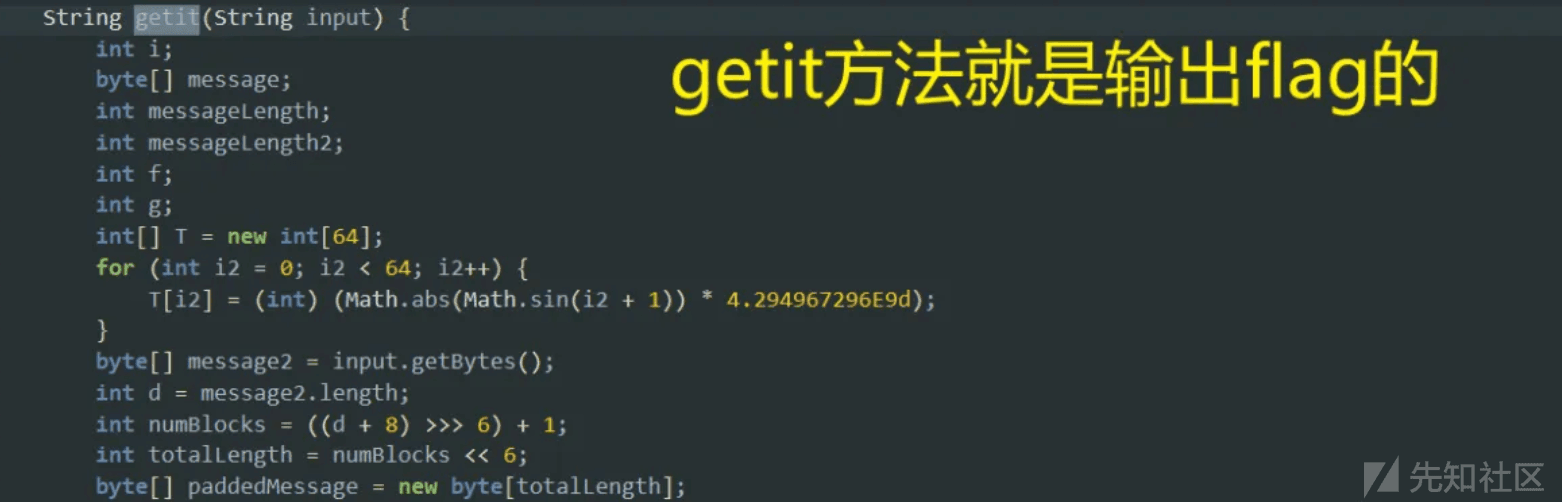 String getit(String input) {
int i;
byte[] message;
int messageLength;
int messageLength2;
int f;
int g;
int[] T = new int[64];
for (int i2 = 0; i2 < 64; i2++) {
T[i2] = (int) (Math.abs(Math.sin(i2 + 1)) * 4.294967296E9d);
}
byte[] message2 = input.getBytes();
int d = message2.length;
int numBlocks = ((d + 8) >>> 6) + 1;
int totalLength = numBlocks << 6;
byte[] paddedMessage = new byte[totalLength];
getit方法就是输出flag的
先知社区